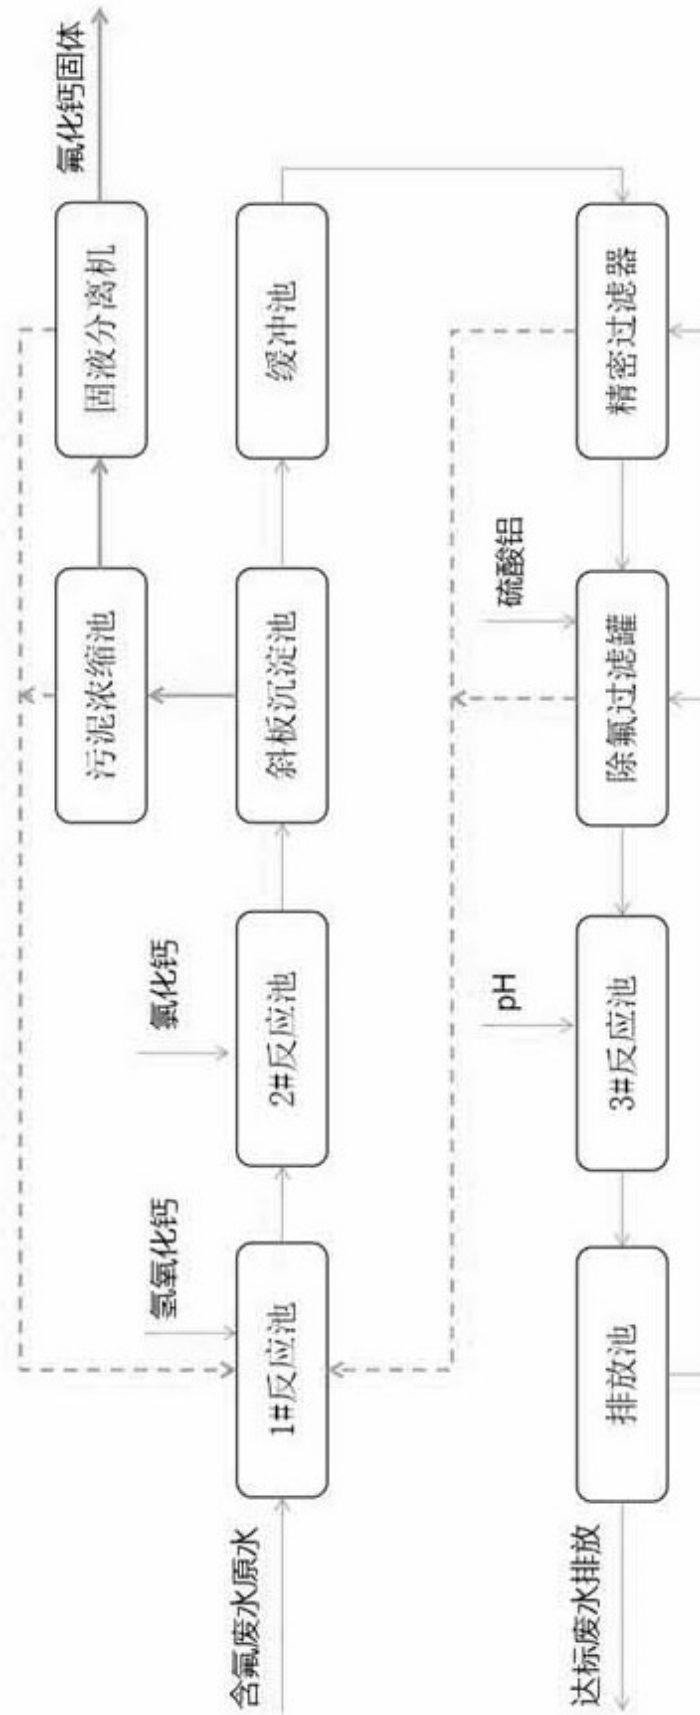 氟化钙固体
污泥浓缩池
固液分离机
氢氧化钙
氯化钙
含氟废水原水
1#反应池
2#反应池
斜板沉淀池
缓冲池
pH
硫酸铝
达标废水排放
排放池
3#反应池
除氟过滤罐
精密过滤器